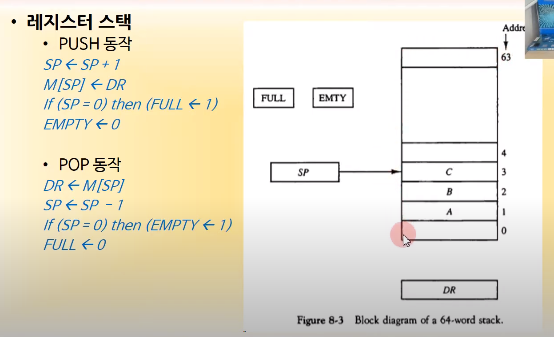 • 레지스터 스택
• PUSH 동작
SP ← SP + 1
M[SP] ← DR
If (SP = 0) then (FULL ← 1)
EMPTY ← 0
• POP 동작
DR ← M[SP]
SP ← SP − 1
If (SP = 0) then (EMPTY ← 1)
FULL ← 0
Addre
63
FULL
EMTY
4
SP
C
3
B
2
A
1
0
DR
Figure 8-3 Block diagram of a 64-word stack.